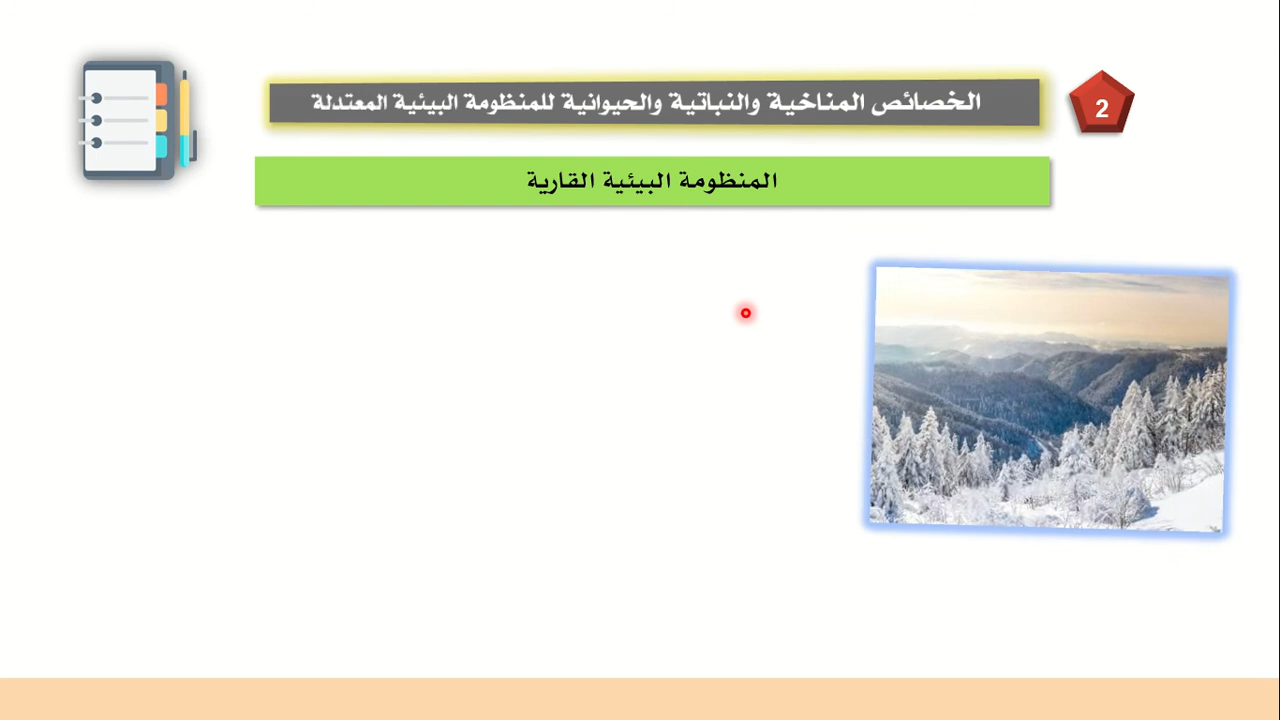 2
الخصائص المناخية والنباتية والحيوانية للمنظومة البيئية المعتدلة
المنظومة البيئية القارية